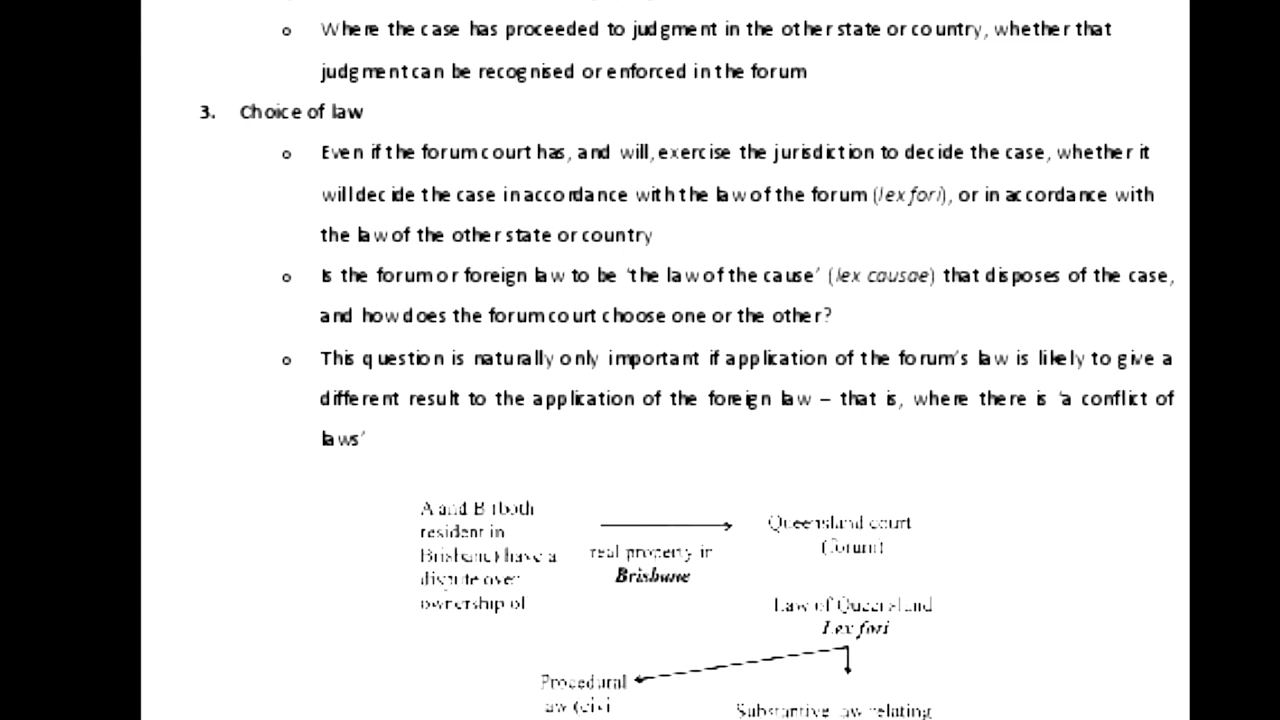 o Where the case has proceeded to judgment in the other state or country, whether that
judgment can be recognised or enforced in the forum
3. Choice of law
o Even if the forum court has, and will, exercise the jurisdiction to decide the case, whether it
will decide the case in accordance with the law of the forum (lex fori), or in accordance with
the law of the other state or country
o Is the forum or foreign law to be ‘the law of the cause’ (lex causae) that disposes of the case,
and how does the forum court choose one or the other?
o This question is naturally only important if application of the forum’s law is likely to give a
different result to the application of the foreign law – that is, where there is ‘a conflict of
laws’
A and B (both
resident in
Brisbane) have a
dispute over
ownership of
real property in
Brisbane
Queensland court
(forum)
Law of Queensland
Lex fori
Procedural
law (civil
Substantive law relating